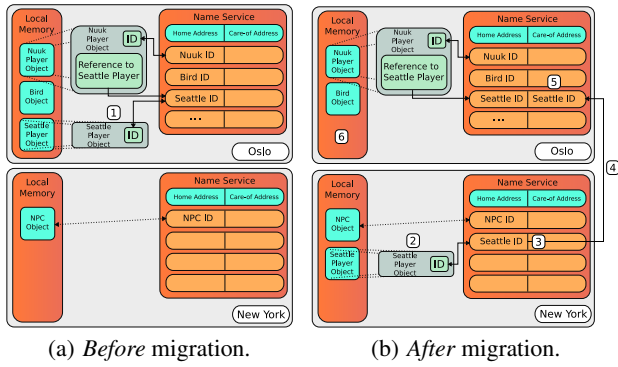 Local
Memory
Nuuk
Player
Object
Bird
Object
Seattle
Player
Object
Nuuk
Player
Object
ID
Reference to
Seattle Player
1
Seattle
Player
Object
ID
Name Service
Home Address
Care-of Address
Nuuk ID
Bird ID
Seattle ID
...
Oslo
Local
Memory
NPC
Object
Name Service
Home Address
Care-of Address
NPC ID
New York
(a) Before migration.
Local
Memory
Nuuk
Player
Object
Bird
Object
6
Nuuk
Player
Object
ID
Reference to
Seattle Player
Name Service
Home Address
Care-of Address
Nuuk ID
Bird ID
5
Seattle ID
Seattle ID
...
Oslo
4
Local
Memory
NPC
Object
Seattle
Player
Object
2
Seattle
Player
Object
ID
Name Service
Home Address
Care-of Address
NPC ID
Seattle ID
3
New York
(b) After migration.